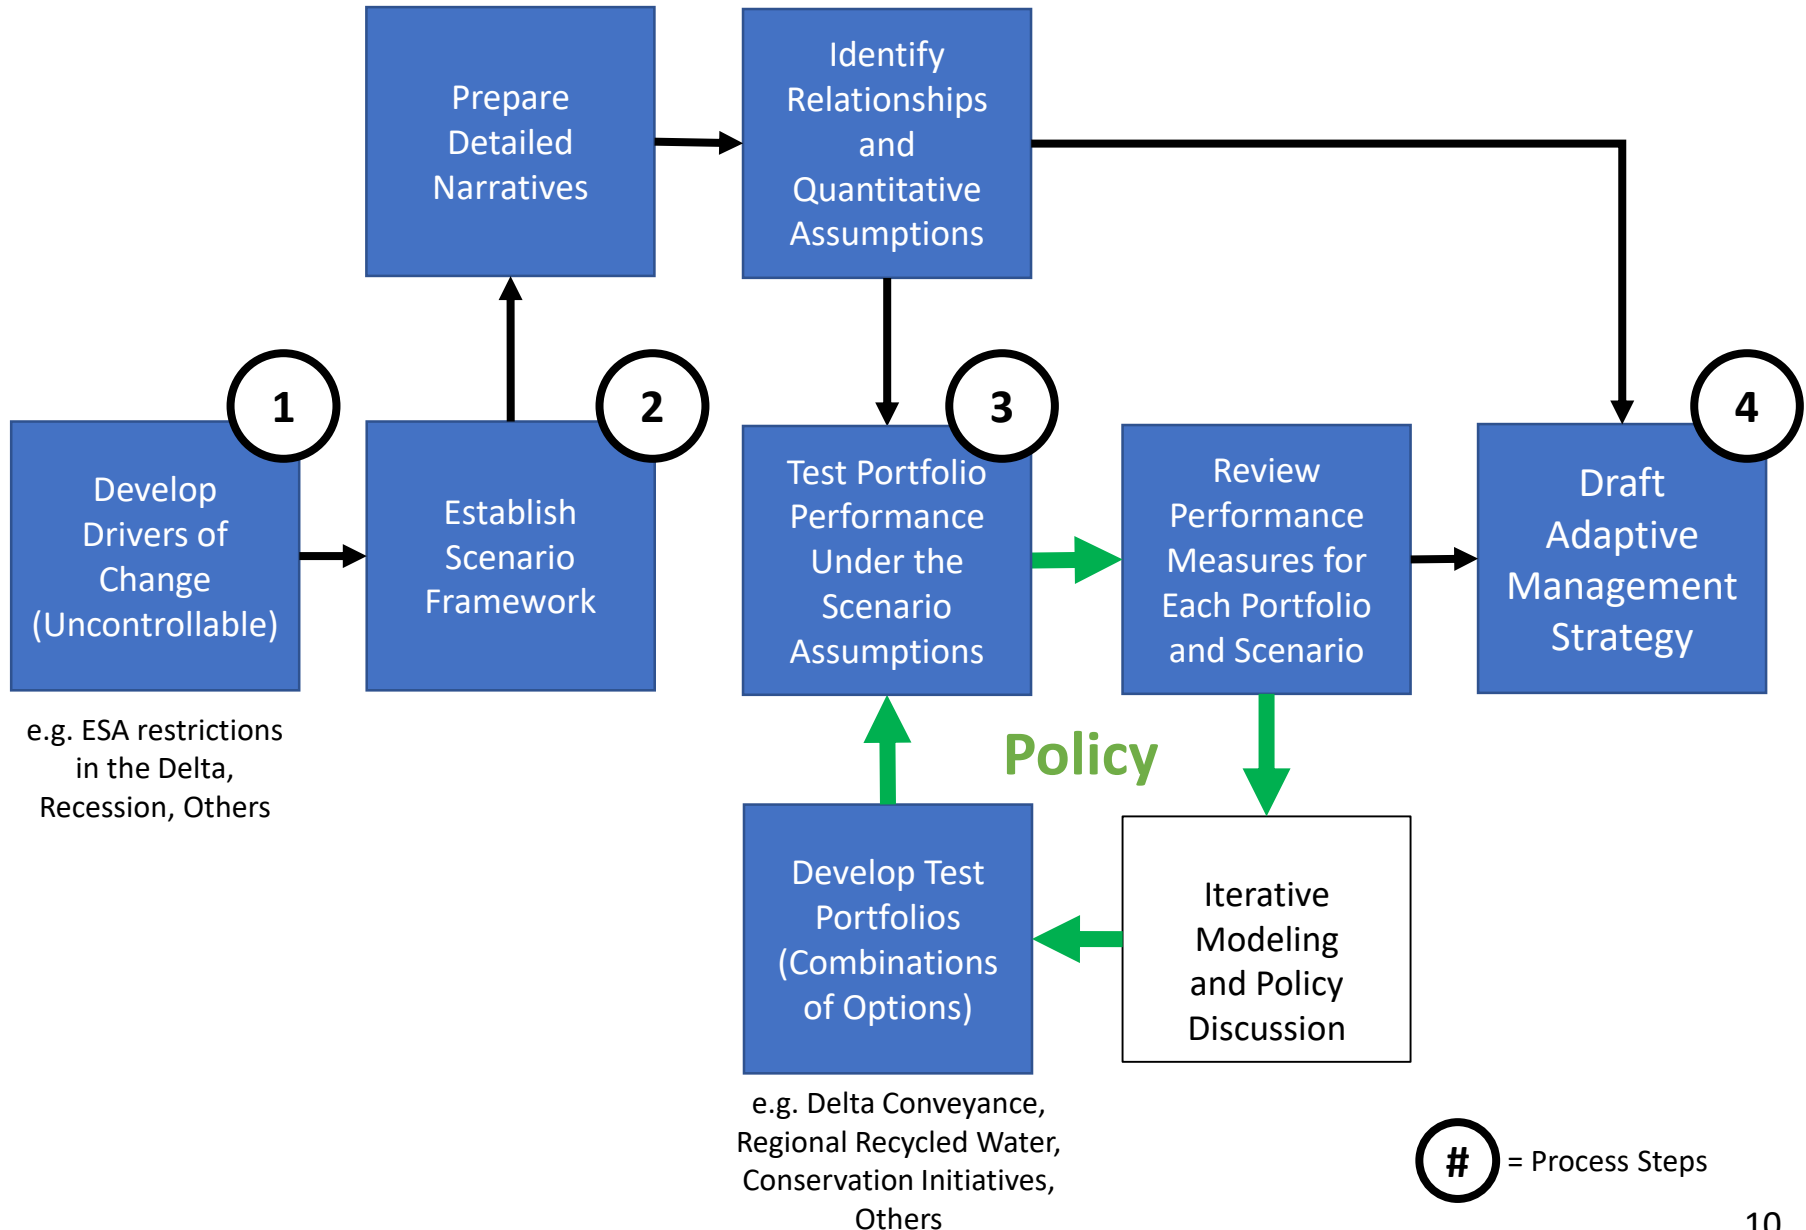 Prepare
Detailed
Narratives
Identify
Relationships
and
Quantitative
Assumptions
1
2
3
4
Develop
Drivers of
Change
(Uncontrollable)
Establish
Scenario
Framework
Test Portfolio
Performance
Under the
Scenario
Assumptions
Review
Performance
Measures for
Each Portfolio
and Scenario
Draft
Adaptive
Management
Strategy
e.g. ESA restrictions
in the Delta,
Recession, Others
Policy
Develop Test
Portfolios
(Combinations
of Options)
Iterative
Modeling
and Policy
Discussion
e.g. Delta Conveyance,
Regional Recycled Water,
Conservation Initiatives,
Others
# = Process Steps
10